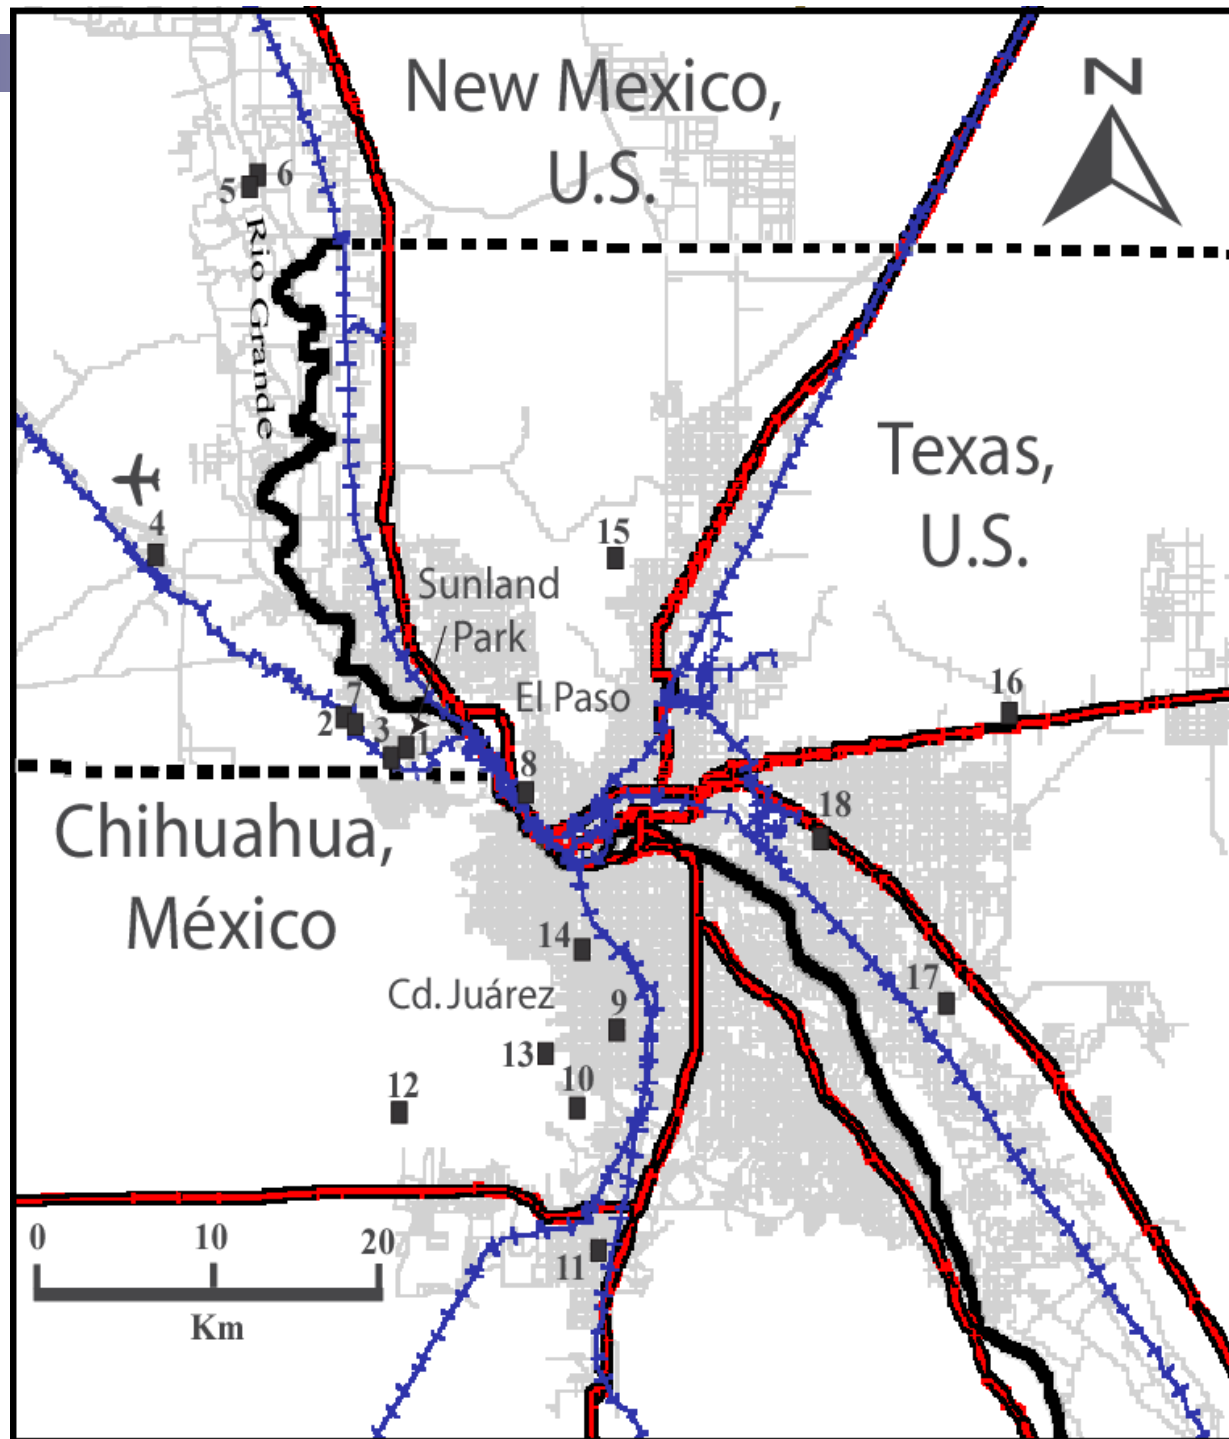 New Mexico,
U.S.
N
6
5
Rio Grande
Texas,
U.S.
4
15
Sunland
Park
16
El Paso
7
2
3
1
8
Chihuahua,
México
18
14
Cd. Juárez
17
9
13
10
12
0 10 20
11
Km